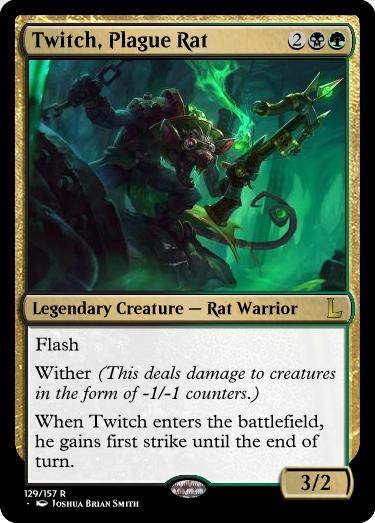 Twitch, Plague Rat 2
Legendary Creature — Rat Warrior L
Flash
Wither (This deals damage to creatures
in the form of -1/-1 counters.)
When Twitch enters the battlefield,
he gains first strike until the end of
turn.
3/2
129/157 R
· Joshua Brian Smith